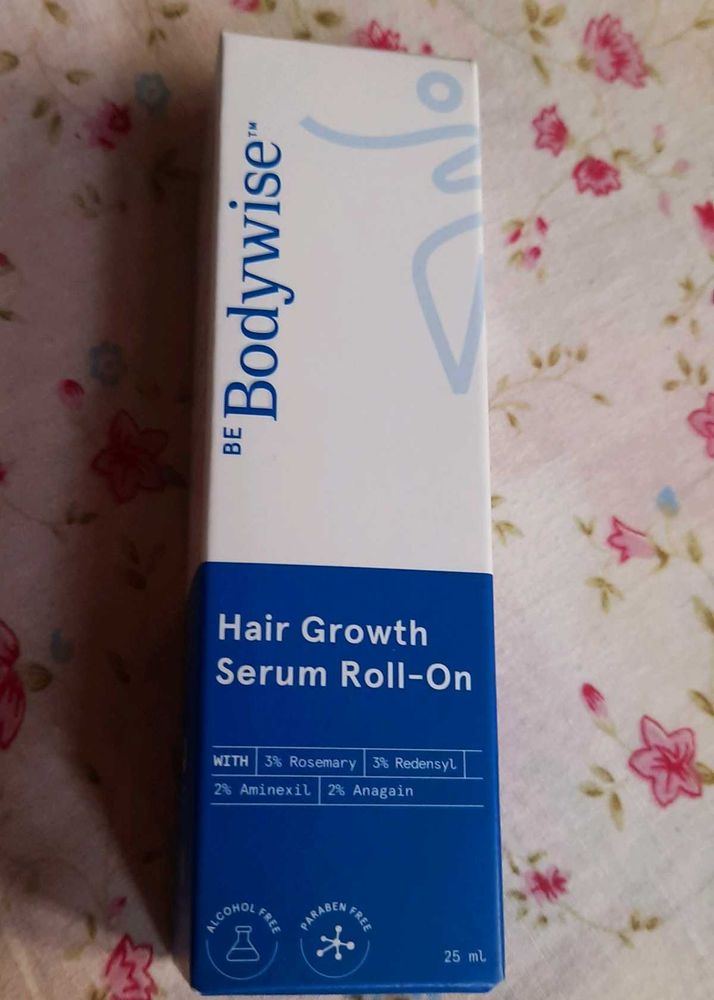 BE Bodywise™
Hair Growth
Serum Roll-On
WITH 3% Rosemary 3% Redensyl
2% Aminexil 2% Anagain
ALCOHOL FREE
PARABEN FREE
25 ml